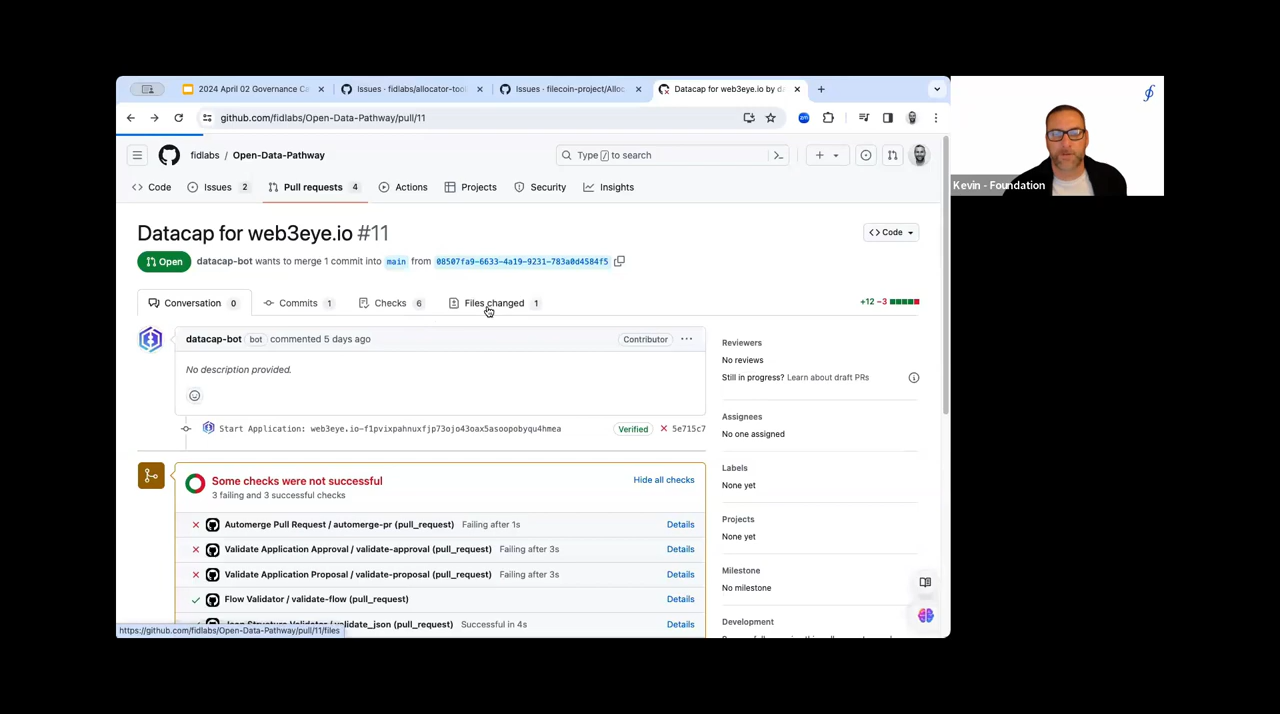 2024 April 02 Governance Ca
Issues · fidlabs/allocator-tool
Issues · filecoin-project/Alloc
Datacap for web3eye.io by da
github.com/fidlabs/Open-Data-Pathway/pull/11
fidlabs / Open-Data-Pathway
Type / to search
Code
Issues 2
Pull requests 4
Actions
Projects
Security
Insights
Kevin - Foundation
Datacap for web3eye.io #11
<> Code
Open
datacap-bot wants to merge 1 commit into main from 08507fa9-6633-4a19-9231-783a0d4584f5
Conversation 0
Commits 1
Checks 6
Files changed 1
+12 −3
datacap-bot bot commented 5 days ago
Contributor
No description provided.
Start Application: web3eye.io-f1pvixpahnuxfjp73ojo43oax5asoopobyqu4hmea
Verified
5e715c7
Some checks were not successful
3 failing and 3 successful checks
Hide all checks
Automerge Pull Request / automerge-pr (pull_request) Failing after 1s
Details
Validate Application Approval / validate-approval (pull_request) Failing after 3s
Details
Validate Application Proposal / validate-proposal (pull_request) Failing after 3s
Details
Flow Validator / validate-flow (pull_request)
Details
validate_json (pull_request) Successful in 4s
Details
Reviewers
No reviews
Still in progress? Learn about draft PRs
Assignees
No one assigned
Labels
None yet
Projects
None yet
Milestone
No milestone
Development
https://github.com/fidlabs/Open-Data-Pathway/pull/11/files